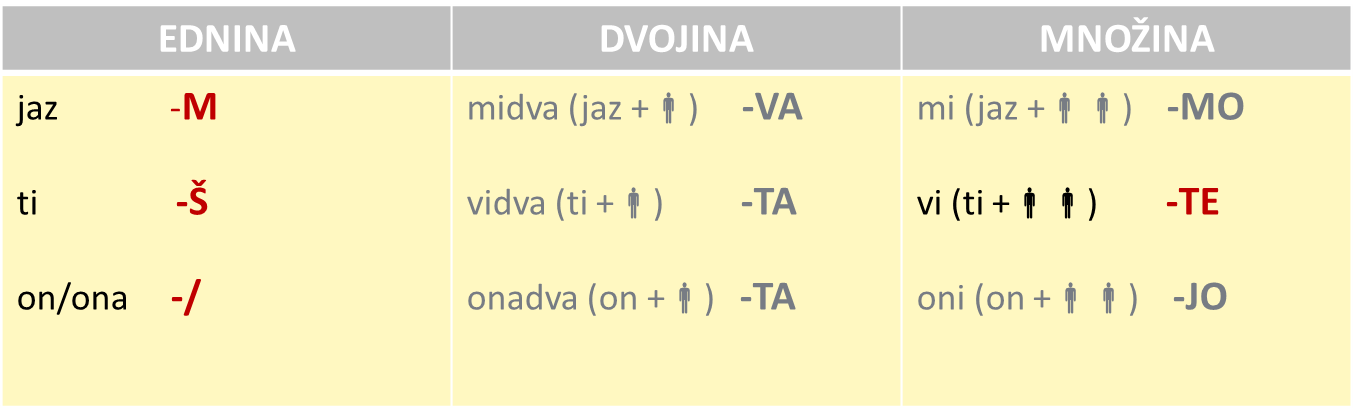 EDNINA DVOJINA MNOŽINA
jaz -M midva (jaz + ) -VA mi (jaz + ) -MO
ti -Š vidva (ti + ) -TA vi (ti + ) -TE
on/ona -/ onadva (on + ) -TA oni (on + ) -JO